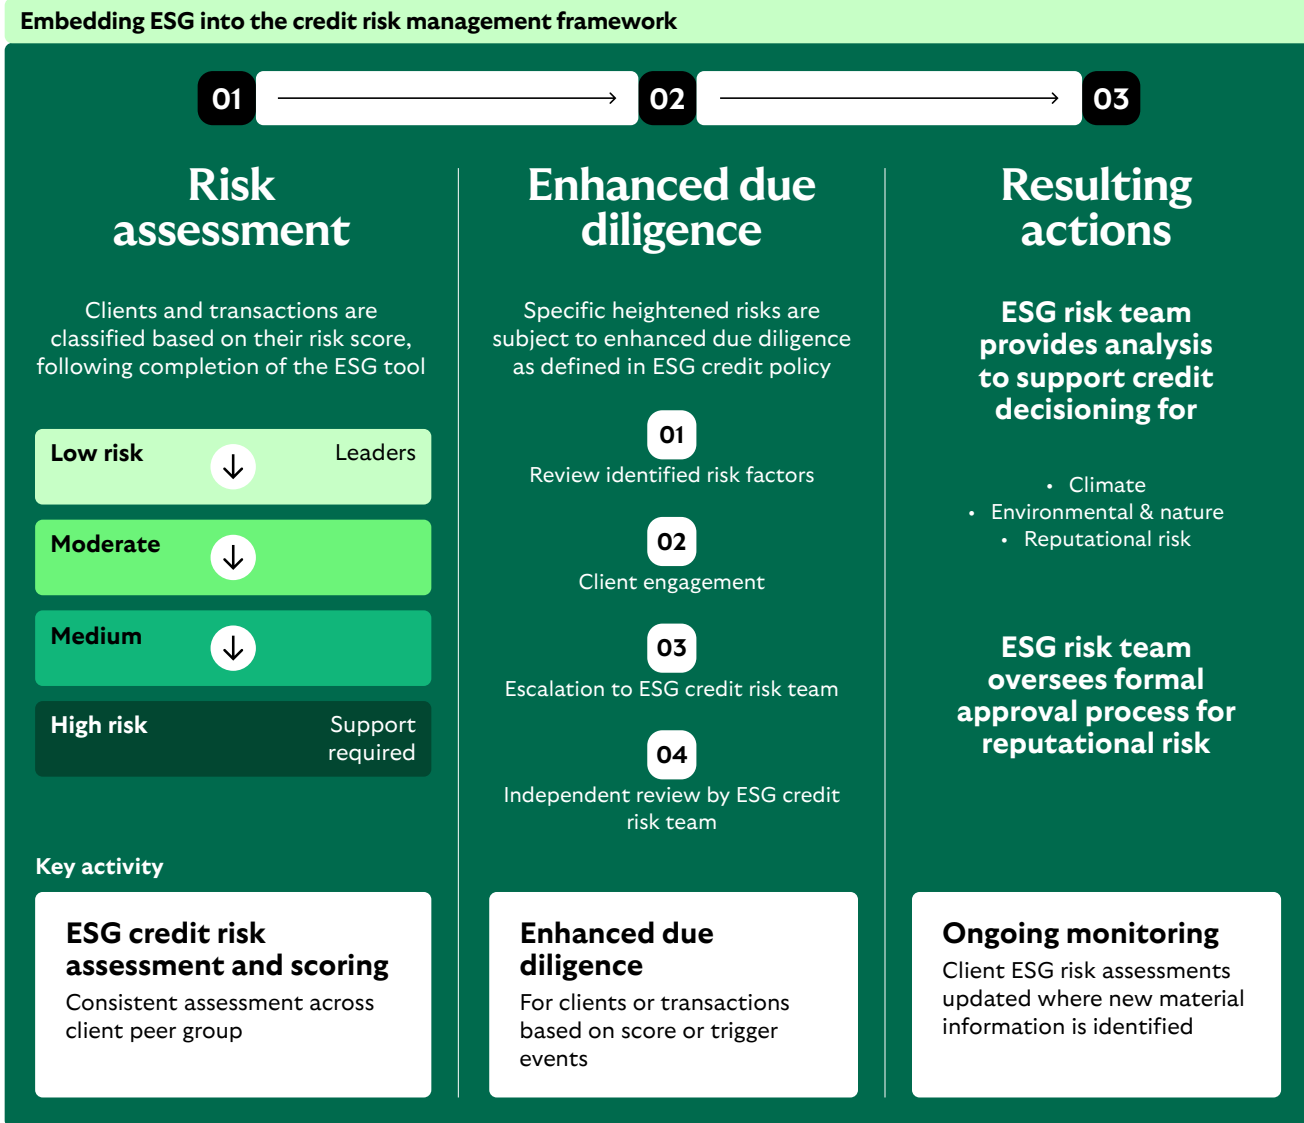 Embedding ESG into the credit risk management framework
01
02
03
Risk
assessment
Clients and transactions are
classified based on their risk score,
following completion of the ESG tool
Low risk
Leaders
Moderate
Medium
High risk
Support
required
Key activity
ESG credit risk
assessment and scoring
Consistent assessment across
client peer group
Enhanced due
diligence
Specific heightened risks are
subject to enhanced due diligence
as defined in ESG credit policy
01
Review identified risk factors
02
Client engagement
03
Escalation to ESG credit risk team
04
Independent review by ESG credit
risk team
Enhanced due
diligence
For clients or transactions
based on score or trigger
events
Resulting
actions
ESG risk team
provides analysis
to support credit
decisioning for
• Climate
• Environmental & nature
• Reputational risk
ESG risk team
oversees formal
approval process for
reputational risk
Ongoing monitoring
Client ESG risk assessments
updated where new material
information is identified